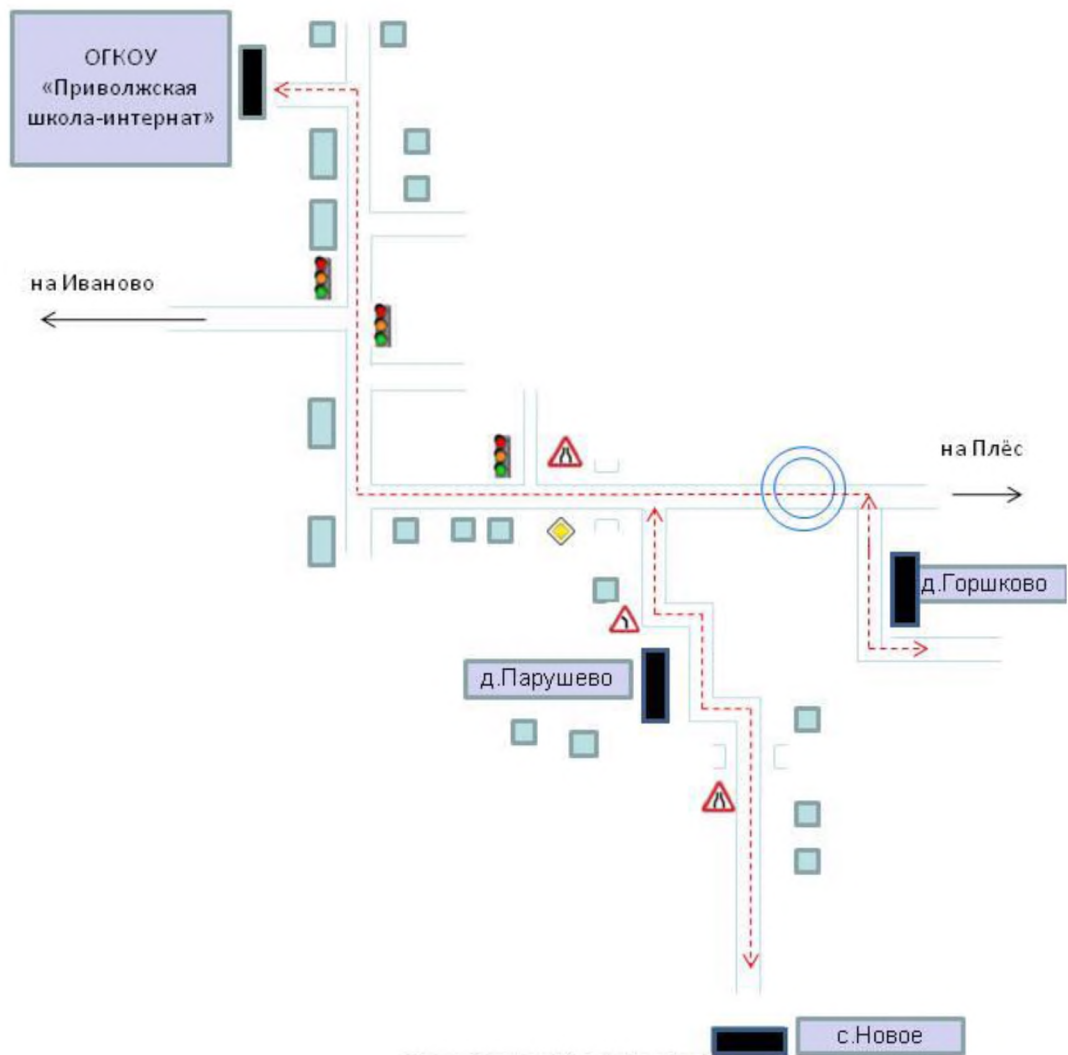 ОГКОУ
«Приволжская
школа-интернат»
на Иваново
на Плёс
д.Горшково
д.Парушево
с.Новое